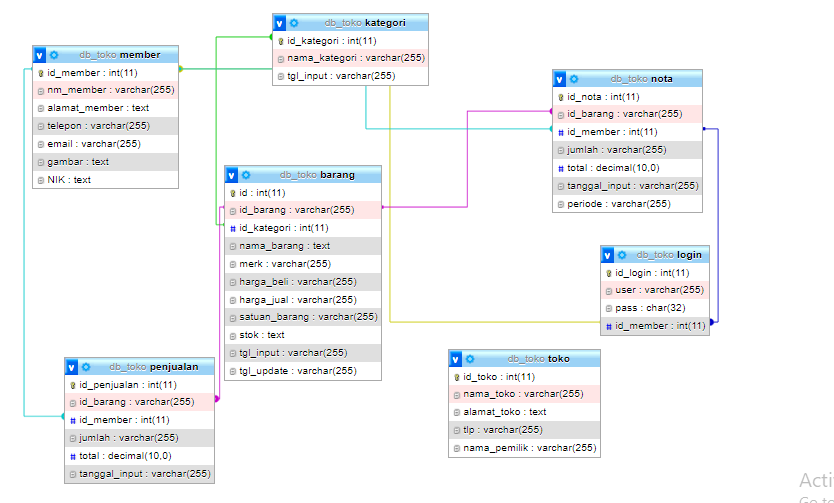 db_toko kategori
id_kategori : int(11)
nama_kategori : varchar(255)
tgl_input : varchar(255)
db_toko member
id_member : int(11)
nm_member : varchar(255)
alamat_member : text
telepon : varchar(255)
email : varchar(255)
gambar : text
NIK : text
db_toko nota
id_nota : int(11)
id_barang : varchar(255)
id_member : int(11)
jumlah : varchar(255)
total : decimal(10,0)
tanggal_input : varchar(255)
periode : varchar(255)
db_toko barang
id : int(11)
id_barang : varchar(255)
id_kategori : int(11)
nama_barang : text
merk : varchar(255)
harga_beli : varchar(255)
harga_jual : varchar(255)
satuan_barang : varchar(255)
stok : text
tgl_input : varchar(255)
tgl_update : varchar(255)
db_toko login
id_login : int(11)
user : varchar(255)
pass : char(32)
id_member : int(11)
db_toko penjualan
id_penjualan : int(11)
id_barang : varchar(255)
id_member : int(11)
jumlah : varchar(255)
total : decimal(10,0)
tanggal_input : varchar(255)
db_toko toko
id_toko : int(11)
nama_toko : varchar(255)
alamat_toko : text
tlp : varchar(255)
nama_pemilik : varchar(255)
Acti